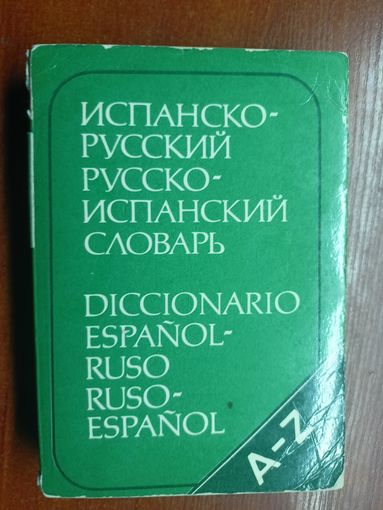 ИСПАНСКО-
РУССКИЙ
РУССКО-
ИСПАНСКИЙ
СЛОВАРЬ
DICCIONARIO
ESPAÑOL-
RUSO
RUSO-
ESPAÑOL
A-Z